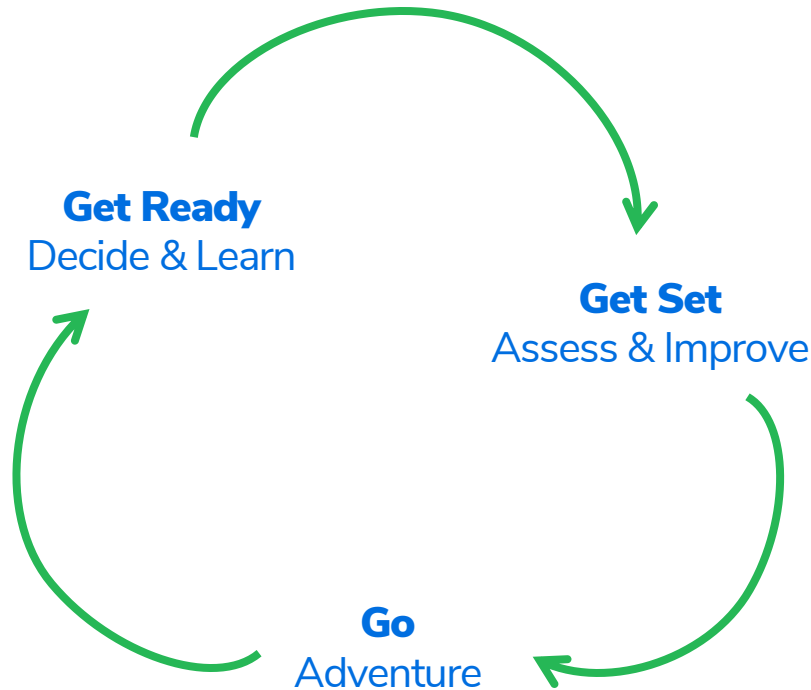 Get Ready
Decide & Learn
Get Set
Assess & Improve
Go
Adventure